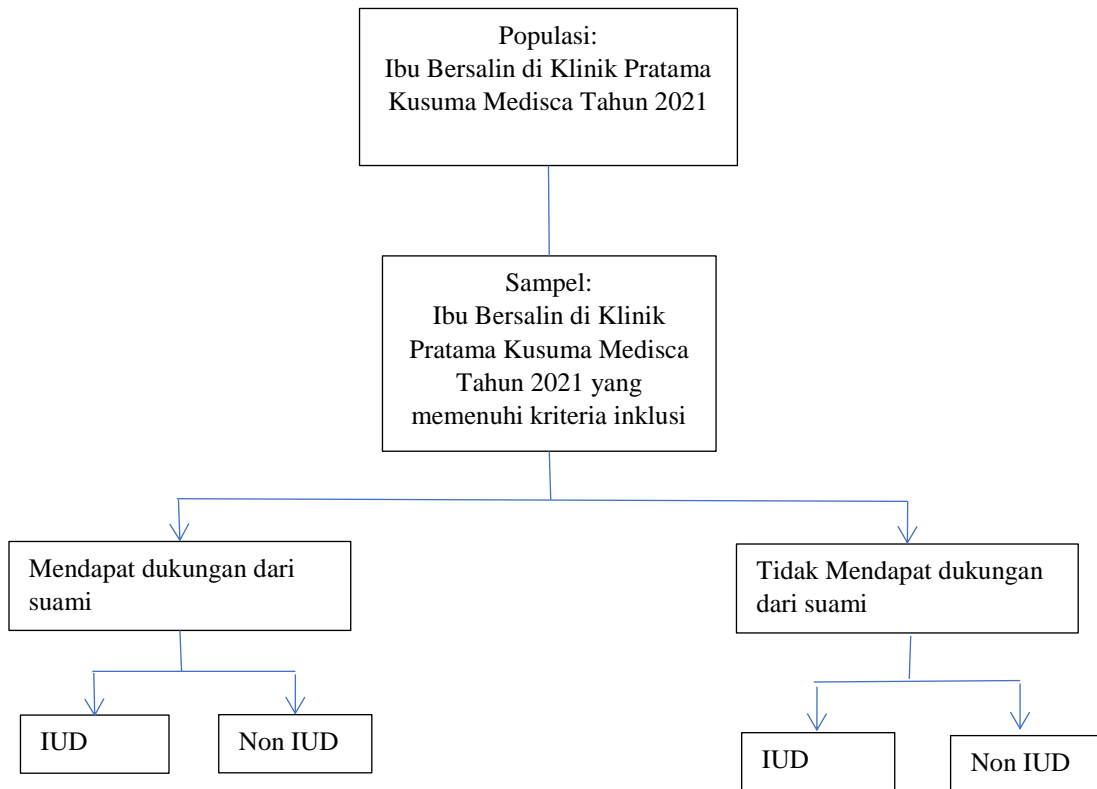 Populasi:
Ibu Bersalin di Klinik Pratama
Kusuma Medisca Tahun 2021
Sampel:
Ibu Bersalin di Klinik
Pratama Kusuma Medisca
Tahun 2021 yang
memenuhi kriteria inklusi
Mendapat dukungan dari
suami
Tidak Mendapat dukungan
dari suami
IUD
Non IUD
IUD
Non IUD